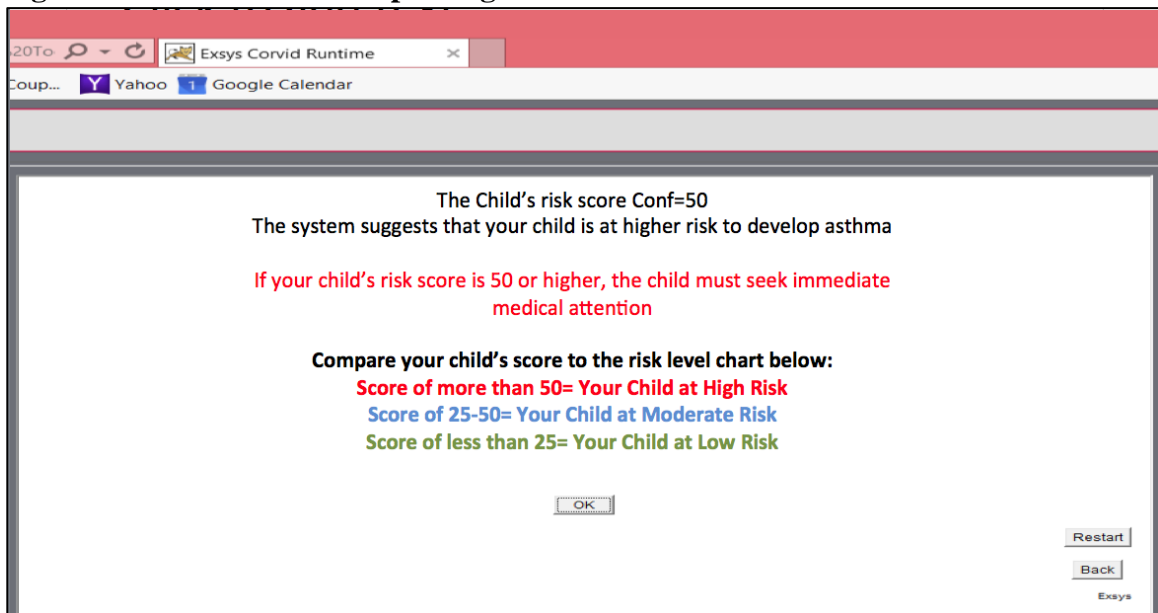 20To
Exsys Corvid Runtime
Coup...
Yahoo
Google Calendar
The Child’s risk score Conf=50
The system suggests that your child is at higher risk to develop asthma
If your child’s risk score is 50 or higher, the child must seek immediate
medical attention
Compare your child’s score to the risk level chart below:
Score of more than 50= Your Child at High Risk
Score of 25-50= Your Child at Moderate Risk
Score of less than 25= Your Child at Low Risk
OK
Restart
Back
Exsys